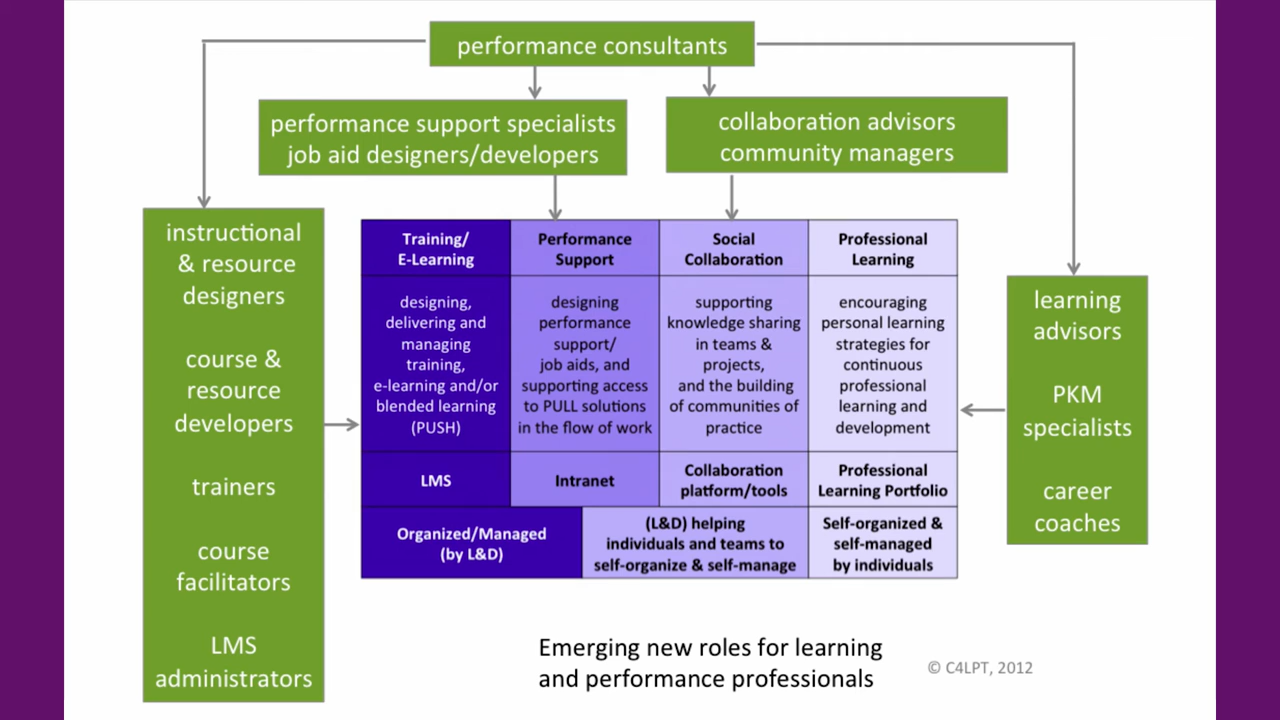 performance consultants
performance support specialists
job aid designers/developers
collaboration advisors
community managers
instructional
& resource
designers
course &
resource
developers
trainers
course
facilitators
LMS
administrators
Training/
E-Learning
designing,
delivering and
managing
training,
e-learning and/or
blended learning
(PUSH)
LMS
Performance
Support
designing
performance
support/
job aids, and
supporting access
to PULL solutions
in the flow of work
Intranet
Social
Collaboration
supporting
knowledge sharing
in teams &
projects,
and the building
of communities of
practice
Collaboration
platform/tools
Professional
Learning
encouraging
personal learning
strategies for
continuous
professional
learning and
development
Professional
Learning Portfolio
Organized/Managed
(by L&D)
(L&D) helping
individuals and teams to
self-organize & self-manage
Self-organized &
self-managed
by individuals
learning
advisors
PKM
specialists
career
coaches
Emerging new roles for learning
and performance professionals
© C4LPT, 2012